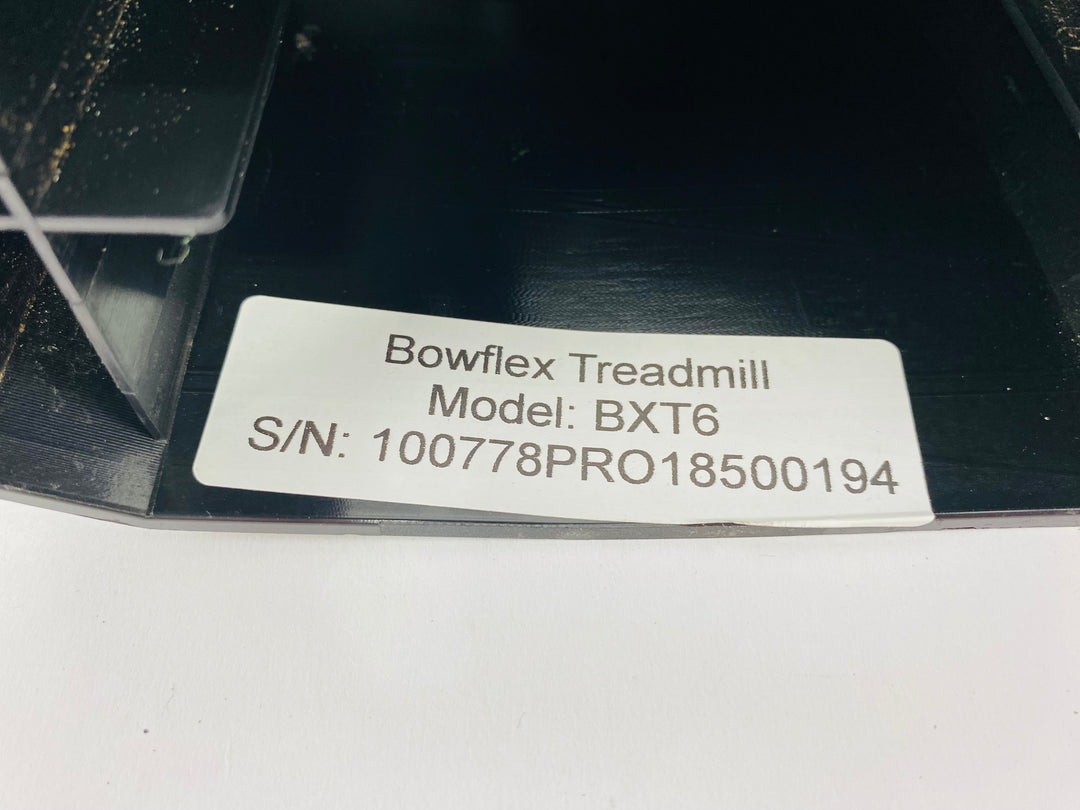 Bowflex Treadmill
Model: BXT6
S/N: 100778PRO18500194